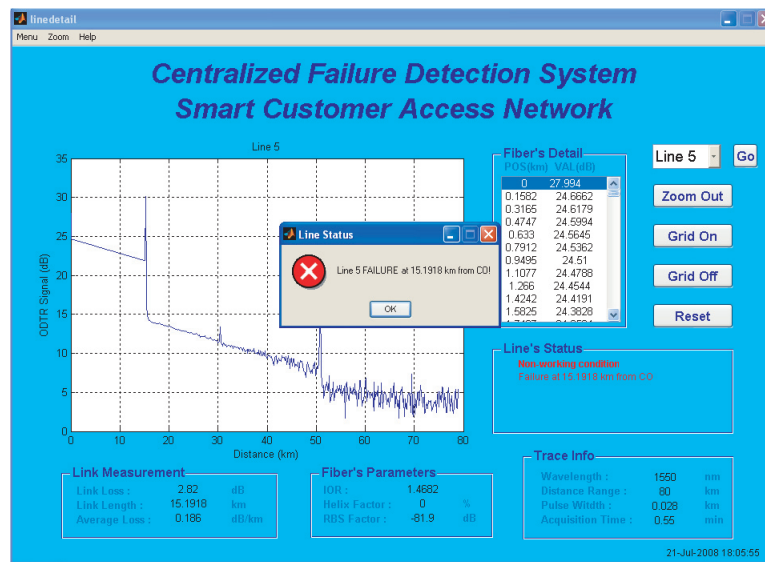 linedetail
Menu Zoom Help
Centralized Failure Detection System
Smart Customer Access Network
Line 5
35
30
25
20
15
10
5
0
ODTR Signal (dB)
0 10 20 30 40 50 60 70 80
Distance (km)
Line Status
Line 5 FAILURE at 15.1918 km from CO!
OK
Fiber's Detail
POS(km) VAL(dB)
0 27.994
0.1582 24.6662
0.3165 24.6179
0.4747 24.5994
0.633 24.5645
0.7912 24.5362
0.9495 24.51
1.1077 24.4788
1.266 24.4544
1.4242 24.4191
1.5825 24.3828
Line 5 Go
Zoom Out
Grid On
Grid Off
Reset
Line's Status
Non working condition
Failure at 15.1918 km from CO
Link Measurement
Link Loss : 2.82 dB
Link Length : 15.1918 km
Average Loss : 0.186 dB/km
Fiber's Parameters
IOR : 1.4682
Helix Factor : 0 %
RBS Factor : -81.9 dB
Trace Info
Wavelength : 1550 nm
Distance Range : 80 km
Pulse Witdth : 0.028 km
Acquisition Time : 0.55 min
21-Jul-2008 18:05:55